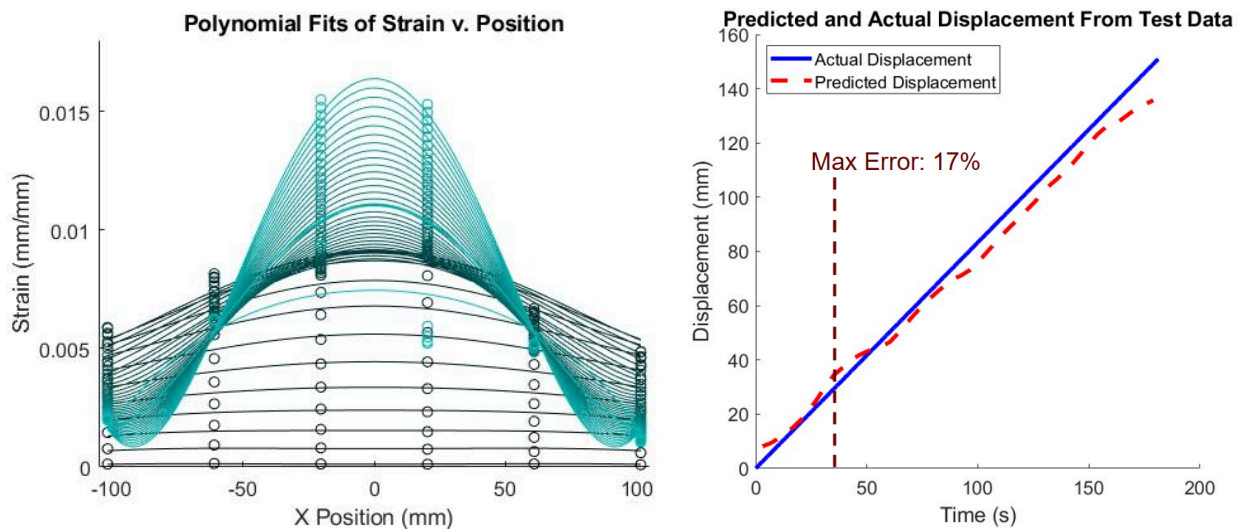 Polynomial Fits of Strain v. Position
Strain (mm/mm)
0.015
0.01
0.005
0
-100
-50
0
50
100
X Position (mm)
Predicted and Actual Displacement From Test Data
Actual Displacement
Predicted Displacement
Max Error: 17%
Displacement (mm)
160
140
120
100
80
60
40
20
0
0
50
100
150
200
Time (s)